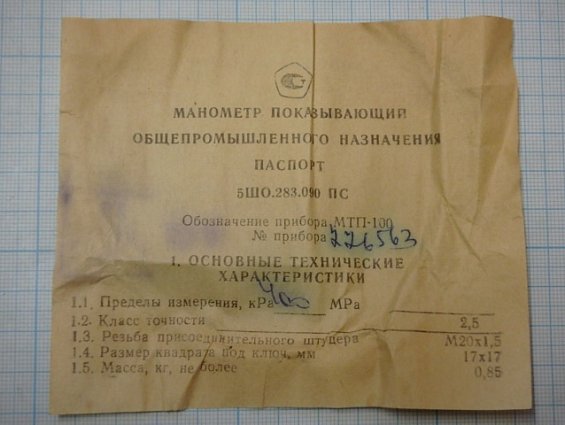 МАНОМЕТР ПОКАЗЫВАЮЩИЙ
ОБЩЕПРОМЫШЛЕННОГО НАЗНАЧЕНИЯ
ПАСПОРТ
5ШО.283.090 ПС
Обозначение прибора МТП-100
№ прибора 226563
1. ОСНОВНЫЕ ТЕХНИЧЕСКИЕ
ХАРАКТЕРИСТИКИ
1.1. Пределы измерения, кРа 400 МРа
1.2. Класс точности 2,5
1.3. Резьба присоединительного штуцера М20х1,5
1.4. Размер квадрата под ключ, мм 17х17
1.5. Масса, кг, не более 0,85